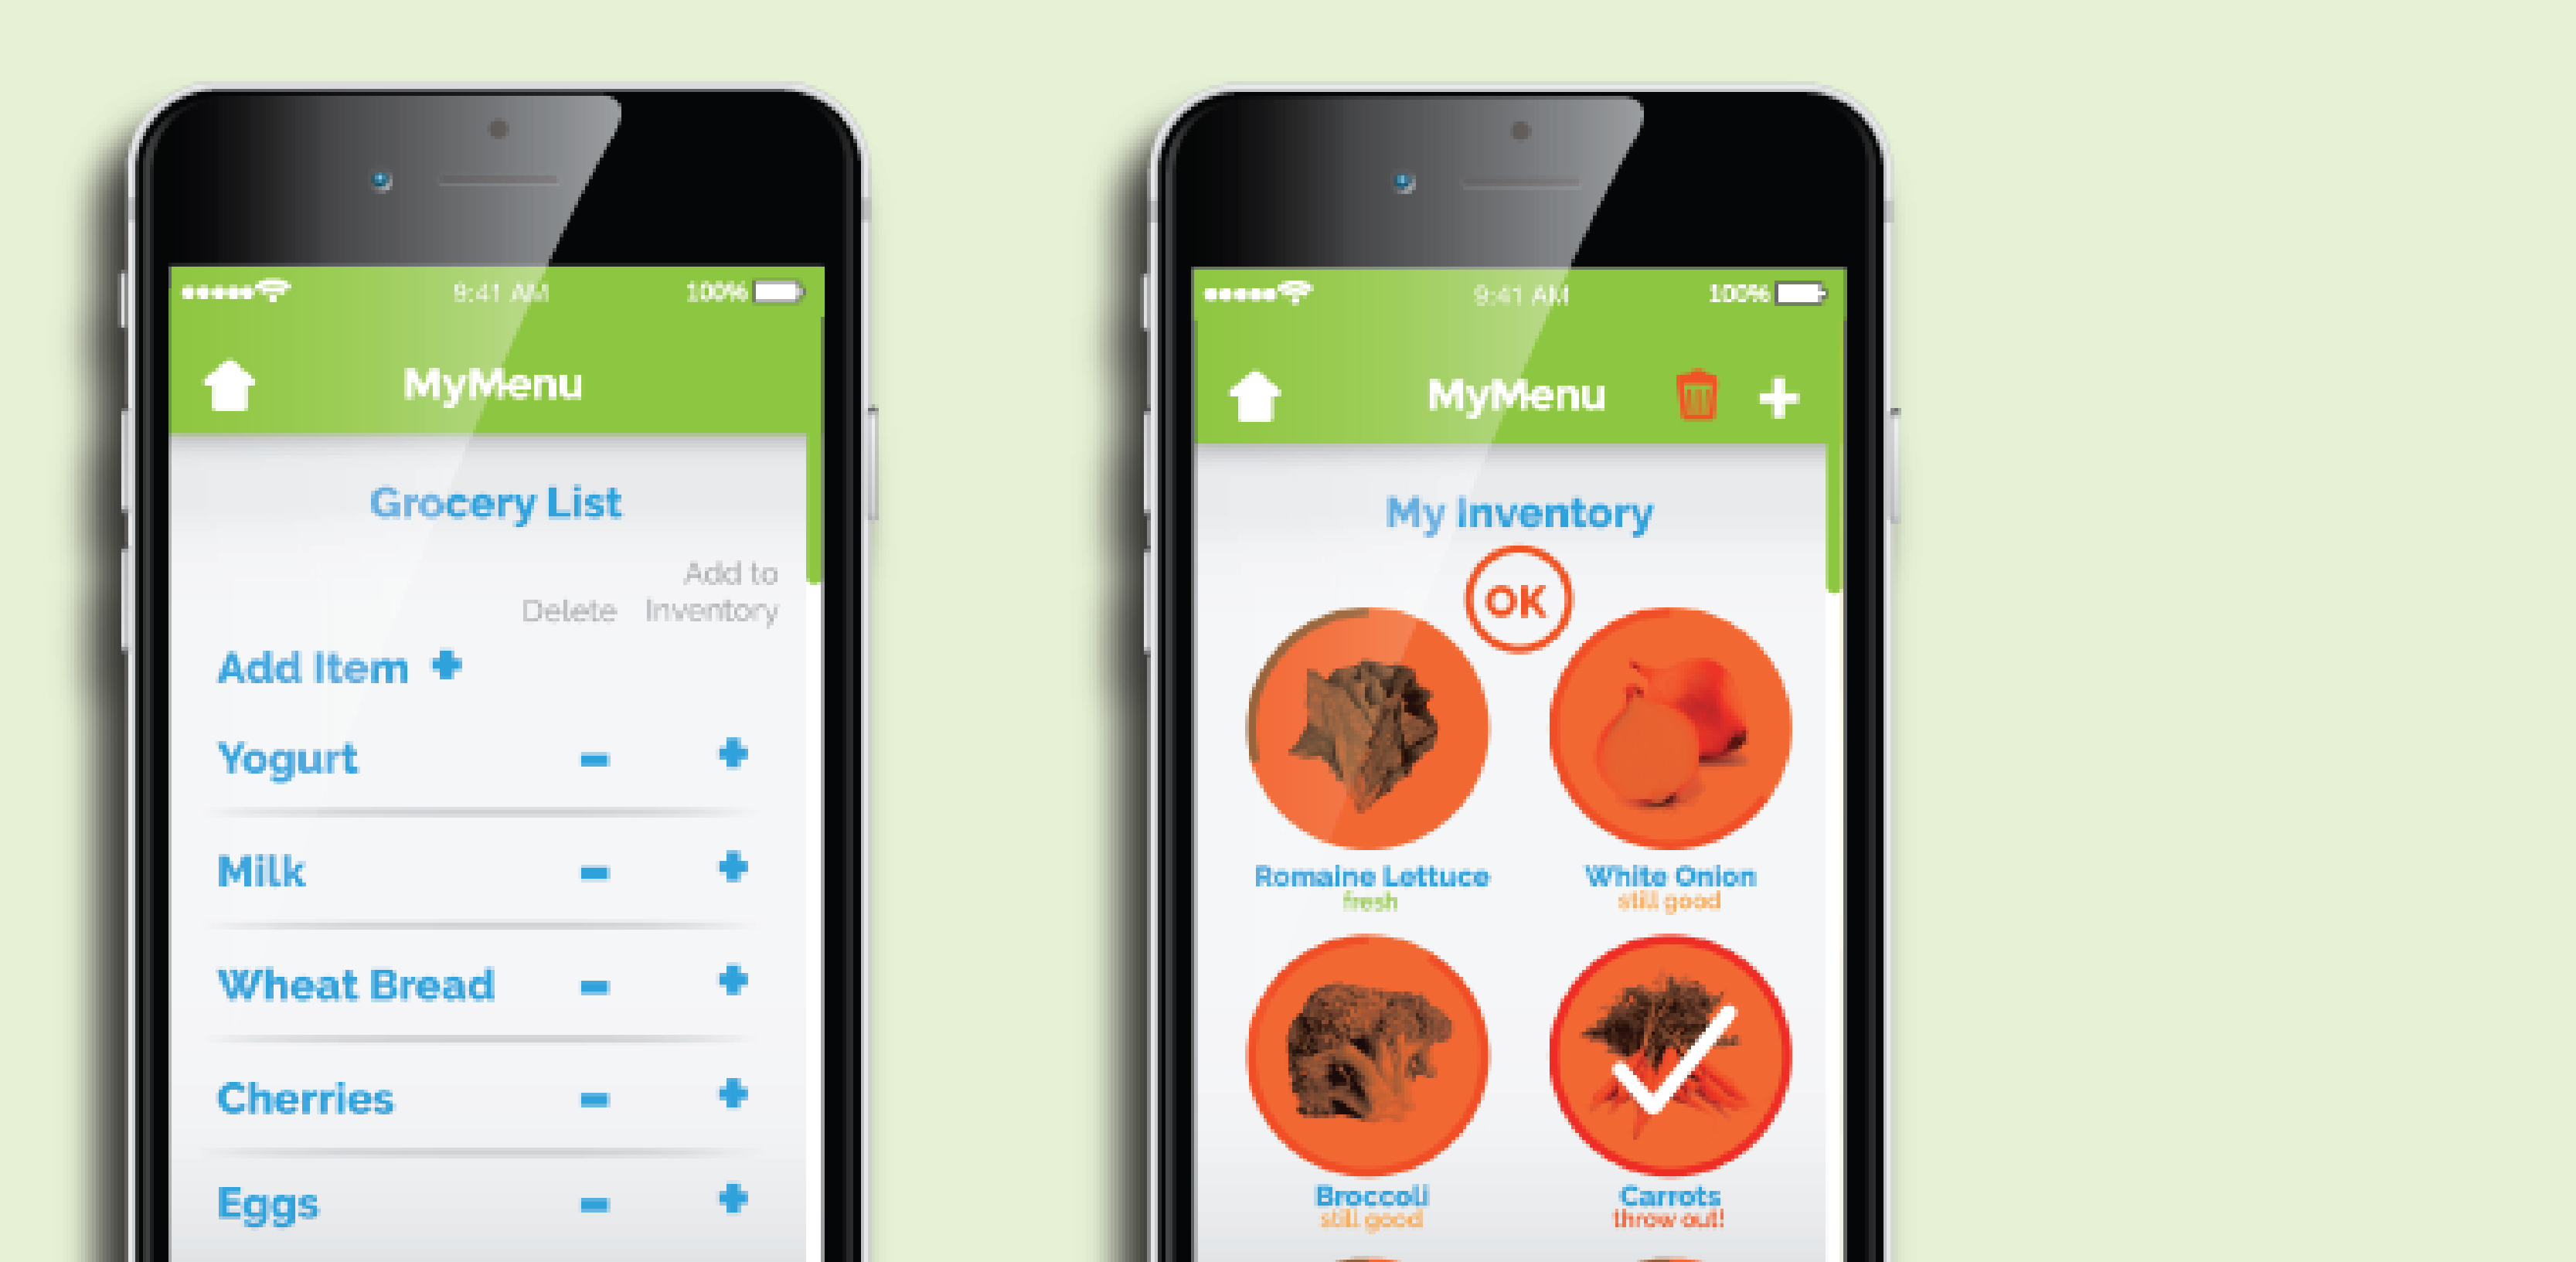 9:41 AM
100%
MyMenu
Grocery List
Add to
Delete Inventory
Add Item +
Yogurt - +
Milk - +
Wheat Bread - +
Cherries - +
Eggs - +
9:41 AM
100%
MyMenu +
My Inventory
OK
Romaine Lettuce
fresh
White Onion
still good
Broccoli
still good
Carrots
throw out!